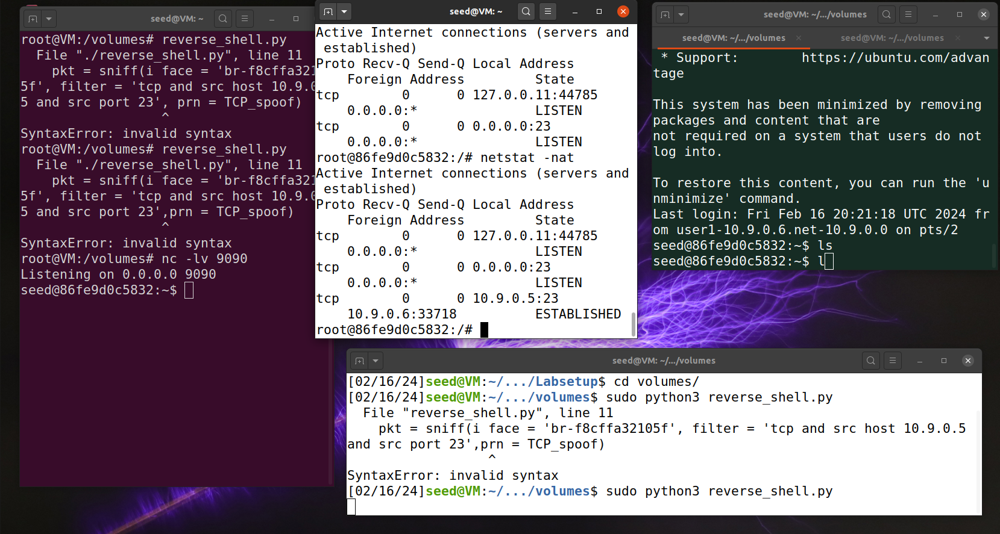 seed@VM: ~
root@VM:/volumes# reverse_shell.py
  File "./reverse_shell.py", line 11
    pkt = sniff(i face = 'br-f8cffa321
5f', filter = 'tcp and src host 10.9.0
5 and src port 23', prn = TCP_spoof)
                  ^
SyntaxError: invalid syntax
root@VM:/volumes# reverse_shell.py
  File "./reverse_shell.py", line 11
    pkt = sniff(i face = 'br-f8cffa321
5f', filter = 'tcp and src host 10.9.0
5 and src port 23',prn = TCP_spoof)
                  ^
SyntaxError: invalid syntax
root@VM:/volumes# nc -lv 9090
Listening on 0.0.0.0 9090
seed@86fe9d0c5832:~$
seed@VM: ~
Active Internet connections (servers and
 established)
Proto Recv-Q Send-Q Local Address
    Foreign Address         State
tcp        0      0 127.0.0.11:44785
    0.0.0.0:*               LISTEN
tcp        0      0 0.0.0.0:23
    0.0.0.0:*               LISTEN
root@86fe9d0c5832:/# netstat -nat
Active Internet connections (servers and
 established)
Proto Recv-Q Send-Q Local Address
    Foreign Address         State
tcp        0      0 127.0.0.11:44785
    0.0.0.0:*               LISTEN
tcp        0      0 0.0.0.0:23
    0.0.0.0:*               LISTEN
tcp        0      0 10.9.0.5:23
    10.9.0.6:33718          ESTABLISHED
root@86fe9d0c5832:/#
seed@VM: ~/.../volumes
seed@VM: ~/.../volumes × seed@VM: ~/.../volumes ×
 * Support:        https://ubuntu.com/advan
tage

This system has been minimized by removing
packages and content that are
not required on a system that users do not
log into.

To restore this content, you can run the 'u
nminimize' command.
Last login: Fri Feb 16 20:21:18 UTC 2024 fr
om user1-10.9.0.6.net-10.9.0.0 on pts/2
seed@86fe9d0c5832:~$ ls
seed@86fe9d0c5832:~$ l
seed@VM: ~/.../volumes
[02/16/24]seed@VM:~/.../Labsetup$ cd volumes/
[02/16/24]seed@VM:~/.../volumes$ sudo python3 reverse_shell.py
  File "reverse_shell.py", line 11
    pkt = sniff(i face = 'br-f8cffa32105f', filter = 'tcp and src host 10.9.0.5
and src port 23',prn = TCP_spoof)
                  ^
SyntaxError: invalid syntax
[02/16/24]seed@VM:~/.../volumes$ sudo python3 reverse_shell.py